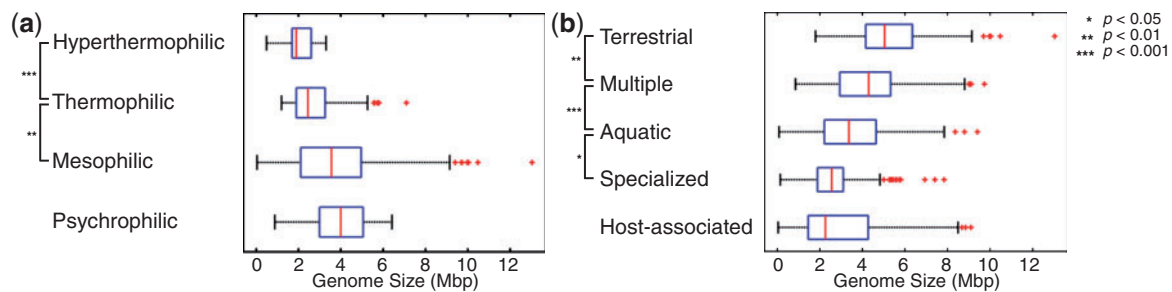 (a)
Hyperthermophilic
***
Thermophilic
**
Mesophilic
Psychrophilic
0 2 4 6 8 10 12
Genome Size (Mbp)
(b)
Terrestrial
**
Multiple
***
Aquatic
*
Specialized
Host-associated
0 2 4 6 8 10 12
Genome Size (Mbp)
* p < 0.05
** p < 0.01
*** p < 0.001